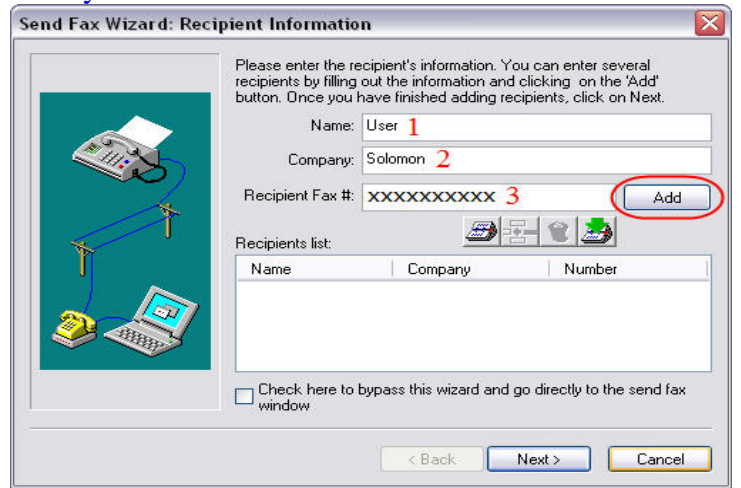 Send Fax Wizard: Recipient Information
Please enter the recipient's information. You can enter several
recipients by filling out the information and clicking on the 'Add'
button. Once you have finished adding recipients, click on Next.
Name: User 1
Company: Solomon 2
Recipient Fax #: xxxxxxxxxx 3 Add
Recipients list:
Name Company Number
Check here to bypass this wizard and go directly to the send fax
window
< Back Next > Cancel